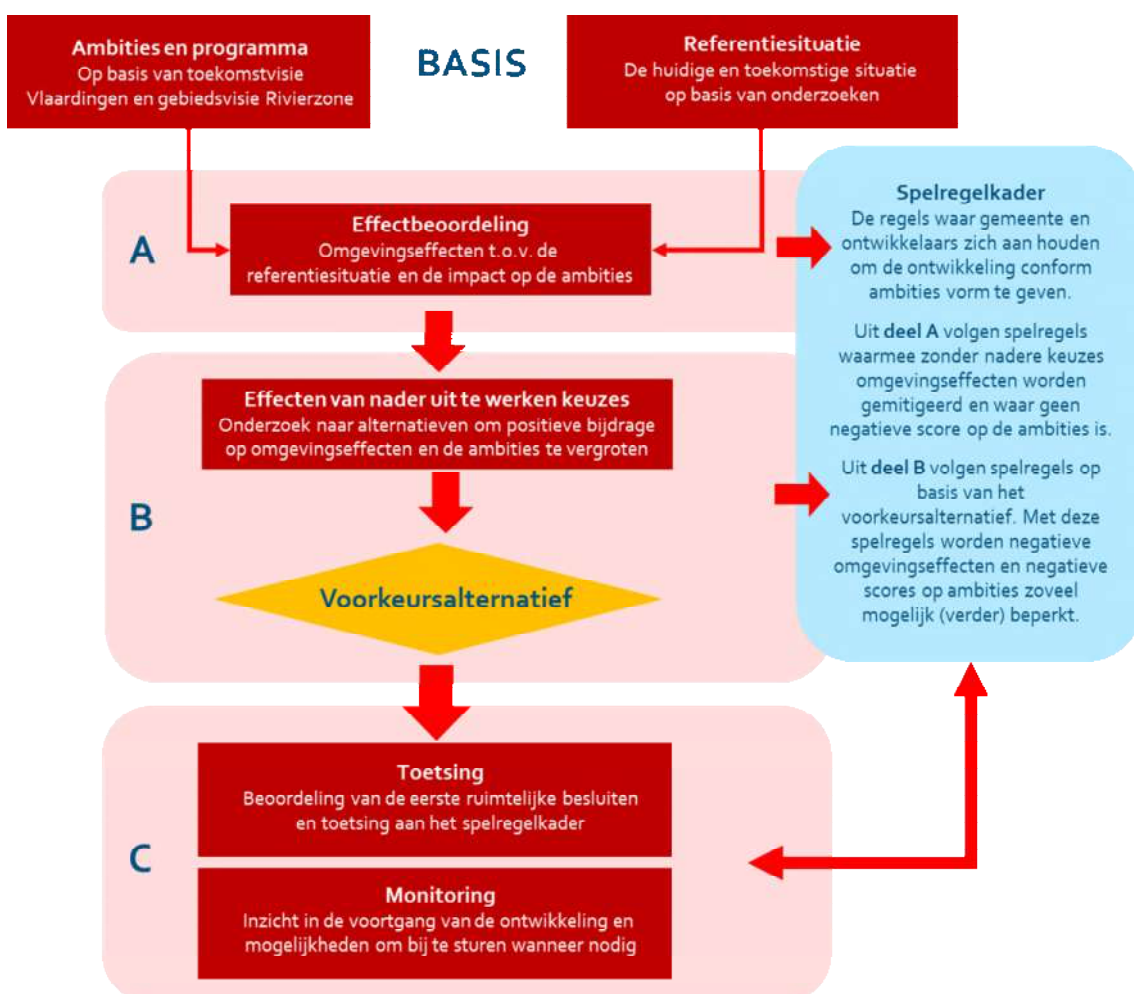 Ambities en programma
Op basis van toekomstvisie
Vlaardingen en gebiedsvisie Rivierzone
BASIS
Referentiesituatie
De huidige en toekomstige situatie
op basis van onderzoeken
A
Effectbeoordeling
Omgevingseffecten t.o.v. de
referentiesituatie en de impact op de ambities
Spelregelkader
De regels waar gemeente en
ontwikkelaars zich aan houden
om de ontwikkeling conform
ambities vorm te geven.
Uit deel A volgen spelregels
waarmee zonder nadere keuzes
omgevingseffecten worden
gemitigeerd en waar geen
negatieve score op de ambities is.
Uit deel B volgen spelregels op
basis van het
voorkeursalternatief. Met deze
spelregels worden negatieve
omgevingseffecten en negatieve
scores op ambities zoveel
mogelijk (verder) beperkt.
B
Effecten van nader uit te werken keuzes
Onderzoek naar alternatieven om positieve bijdrage
op omgevingseffecten en de ambities te vergroten
Voorkeursalternatief
C
Toetsing
Beoordeling van de eerste ruimtelijke besluiten
en toetsing aan het spelregelkader
Monitoring
Inzicht in de voortgang van de ontwikkeling en
mogelijkheden om bij te sturen wanneer nodig